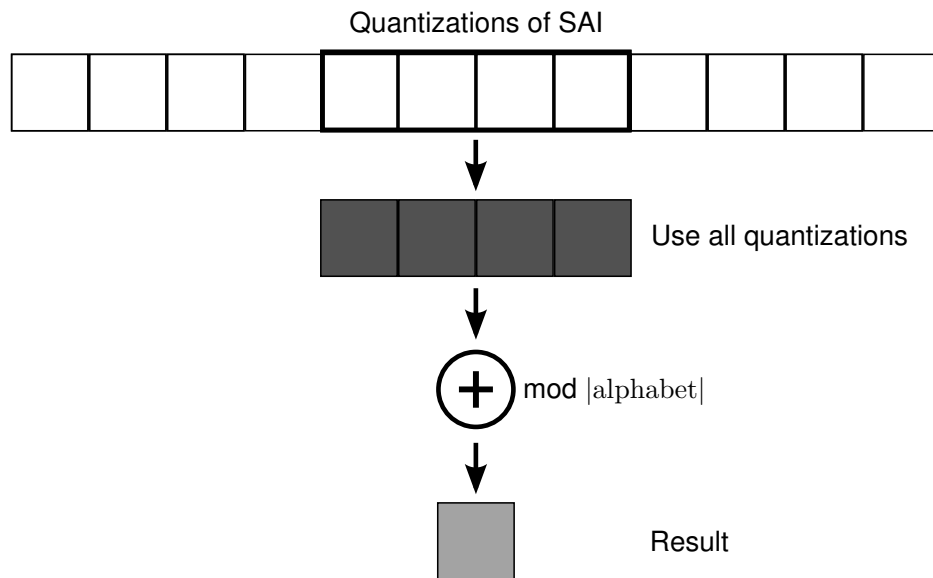 Quantizations of SAI
Use all quantizations
+ mod |alphabet|
Result